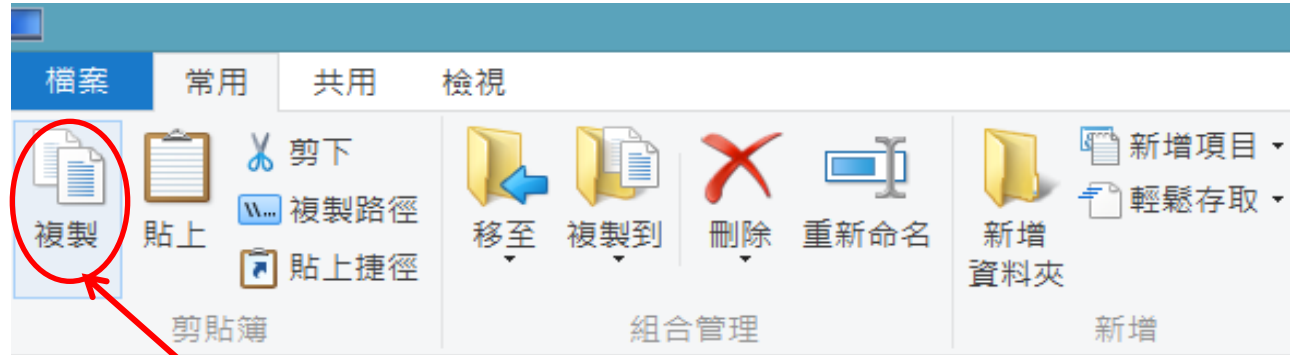 檔案
常用
共用
檢視
複製
貼上
剪下
複製路徑
貼上捷徑
剪貼簿
移至
複製到
刪除
重新命名
組合管理
新增
資料夾
新增項目
輕鬆存取
新增